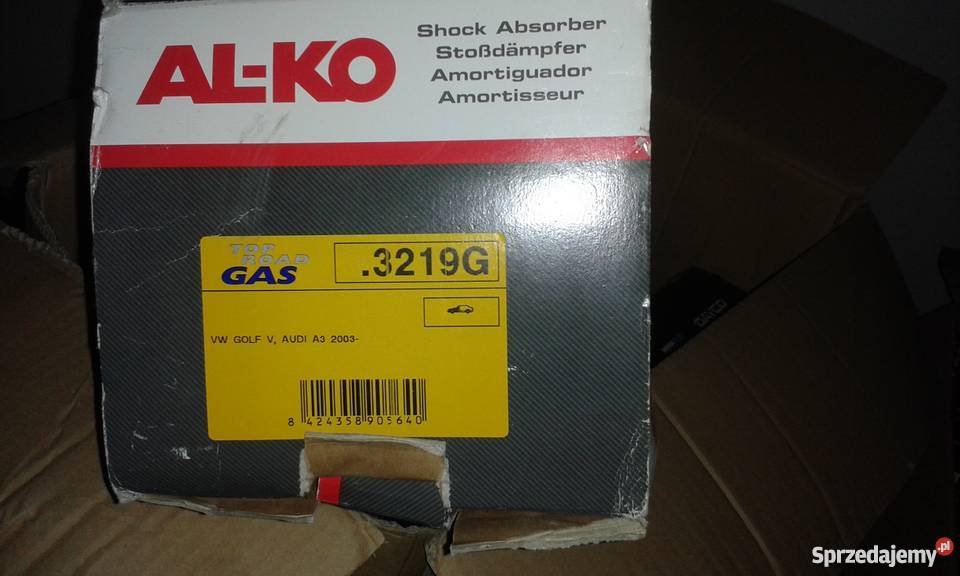 AL-KO
Shock Absorber
Stoßdämpfer
Amortiguador
Amortisseur
TOP
ROAD
GAS
.3219G
VW GOLF V, AUDI A3 2003-
8 424358 905640
DAYCO
Sprzedajemy.pl